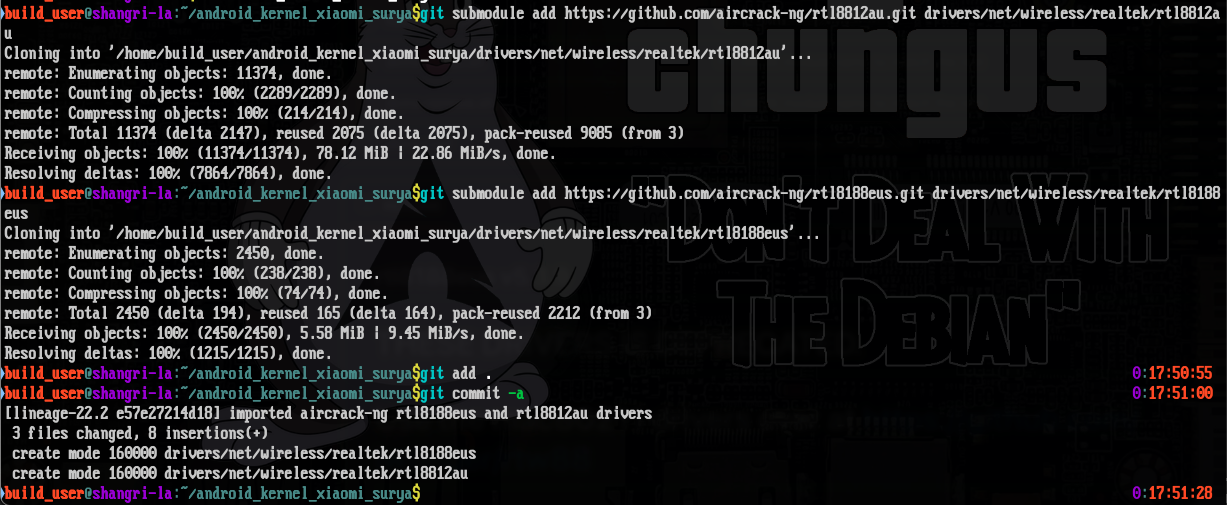 build_user@shangri-la:~/android_kernel_xiaomi_surya$git submodule add https://github.com/aircrack-ng/rtl8812au.git drivers/net/wireless/realtek/rtl8812a
u
Cloning into '/home/build_user/android_kernel_xiaomi_surya/drivers/net/wireless/realtek/rtl8812au'...
remote: Enumerating objects: 11374, done.
remote: Counting objects: 100% (2289/2289), done.
remote: Compressing objects: 100% (214/214), done.
remote: Total 11374 (delta 2147), reused 2075 (delta 2075), pack-reused 9085 (from 3)
Receiving objects: 100% (11374/11374), 78.12 MiB | 22.86 MiB/s, done.
Resolving deltas: 100% (7864/7864), done.
build_user@shangri-la:~/android_kernel_xiaomi_surya$git submodule add https://github.com/aircrack-ng/rtl8188eus.git drivers/net/wireless/realtek/rtl8188
eus
Cloning into '/home/build_user/android_kernel_xiaomi_surya/drivers/net/wireless/realtek/rtl8188eus'...
remote: Enumerating objects: 2450, done.
remote: Counting objects: 100% (238/238), done.
remote: Compressing objects: 100% (74/74), done.
remote: Total 2450 (delta 194), reused 165 (delta 164), pack-reused 2212 (from 3)
Receiving objects: 100% (2450/2450), 5.58 MiB | 9.45 MiB/s, done.
Resolving deltas: 100% (1215/1215), done.
build_user@shangri-la:~/android_kernel_xiaomi_surya$git add . 0:17:50:55
build_user@shangri-la:~/android_kernel_xiaomi_surya$git commit -a 0:17:51:00
[lineage-22.2 e57e27214d18] imported aircrack-ng rtl8188eus and rtl8812au drivers
3 files changed, 8 insertions(+)
create mode 160000 drivers/net/wireless/realtek/rtl8188eus
create mode 160000 drivers/net/wireless/realtek/rtl8812au
build_user@shangri-la:~/android_kernel_xiaomi_surya$ 0:17:51:28
chungus
"Don't Deal With
The Debian"